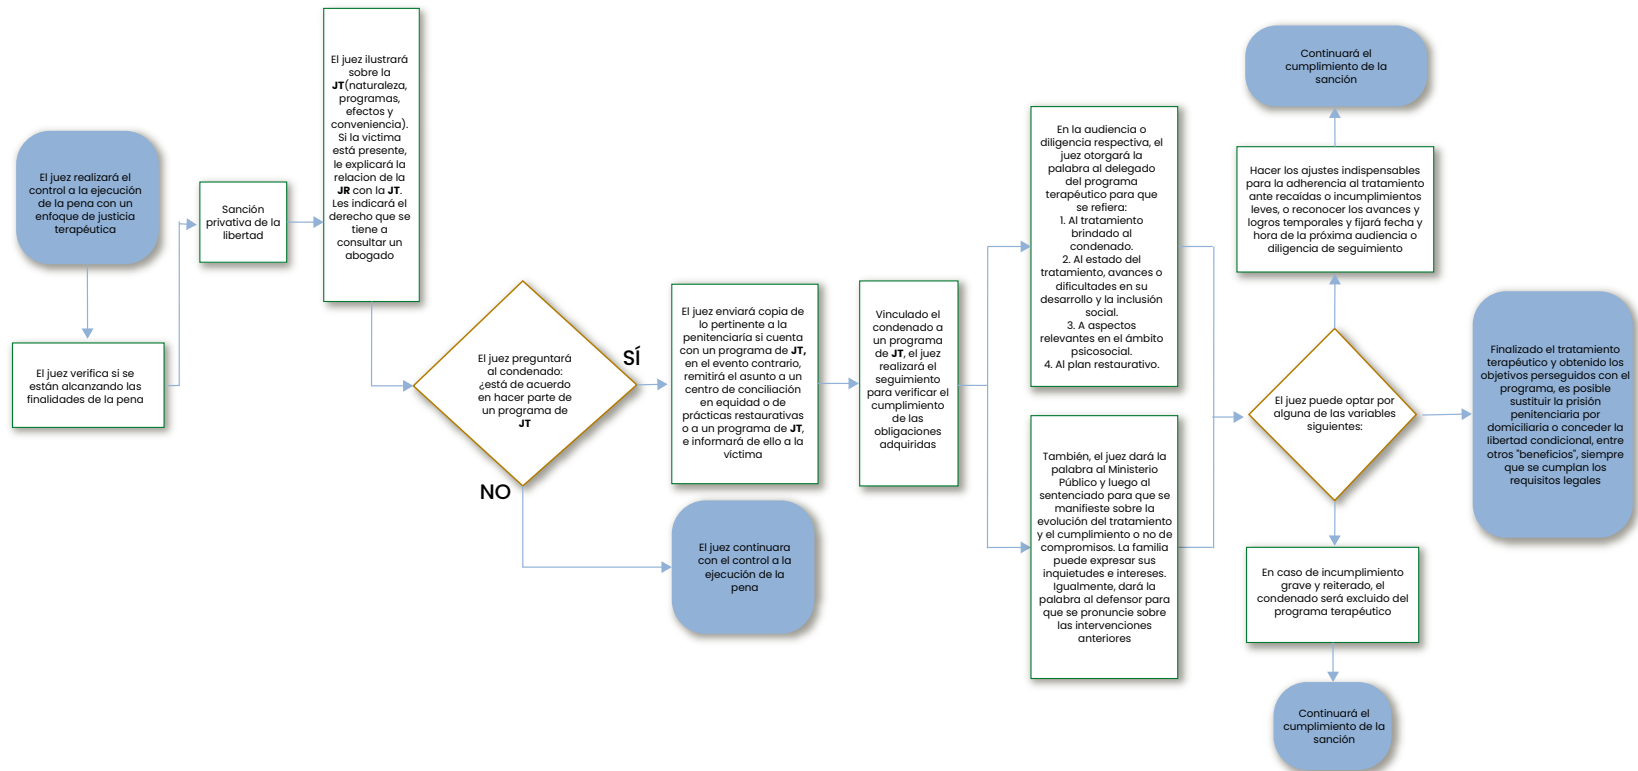 El juez realizará el
control a la ejecución
de la pena con un
enfoque de justicia
terapéutica
El juez verifica si se
están alcanzando las
finalidades de la pena
Sanción
privativa de la
libertad
El juez ilustrará
sobre la
JT(naturaleza,
programas,
efectos y
conveniencia).
Si la víctima
está presente,
le explicará la
relacion de la
JR con la JT.
Les indicará el
derecho que se
tiene a
consultar un
abogado
El juez preguntará
al condenado:
¿está de acuerdo
en hacer parte de
un programa de
JT
SÍ
NO
El juez continuara
con el control a la
ejecución de la
pena
El juez enviará copia de
lo pertinente a la
penitenciaría si cuenta
con un programa de JT,
en el evento contrario,
remitirá el asunto a un
centro de conciliación
en equidad o de
prácticas restaurativas
o a un programa de JT,
e informará de ello a la
víctima
Vinculado el
condenado a
un programa
de JT, el juez
realizará el
seguimiento
para verificar el
cumplimiento
de las
obligaciones
adquiridas
En la audiencia o
diligencia respectiva, el
juez otorgará la
palabra al delegado
del programa
terapéutico para que
se refiera:
1. Al tratamiento
brindado al
condenado.
2. Al estado del
tratamiento, avances o
dificultades en su
desarrollo y la inclusión
social.
3. A aspectos
relevantes en el ámbito
psicosocial.
4. Al plan restaurativo.
También, el juez dará la
palabra al Ministerio
Público y luego al
sentenciado para que se
manifieste sobre la
evolución del tratamiento
y el cumplimiento o no de
compromisos. La familia
puede expresar sus
inquietudes e intereses.
Igualmente, dará la
palabra al defensor para
que se pronuncie sobre
las intervenciones
anteriores
El juez puede optar por
alguna de las variables
siguientes:
Continuará el
cumplimiento de la
sanción
Hacer los ajustes indispensables
para la adherencia al tratamiento
ante recaídas o incumplimientos
leves, o reconocer los avances y
logros temporales y fijará fecha y
hora de la próxima audiencia o
diligencia de seguimiento
Finalizado el tratamiento
terapéutico y obtenido los
objetivos perseguidos con el
programa, es posible
sustituir la prisión
penitenciaria por
domiciliaria o conceder la
libertad condicional, entre
otros "beneficios", siempre
que se cumplan los
requisitos legales
En caso de incumplimiento
grave y reiterado, el
condenado será excluido del
programa terapéutico
Continuará el
cumplimiento de la
sanción